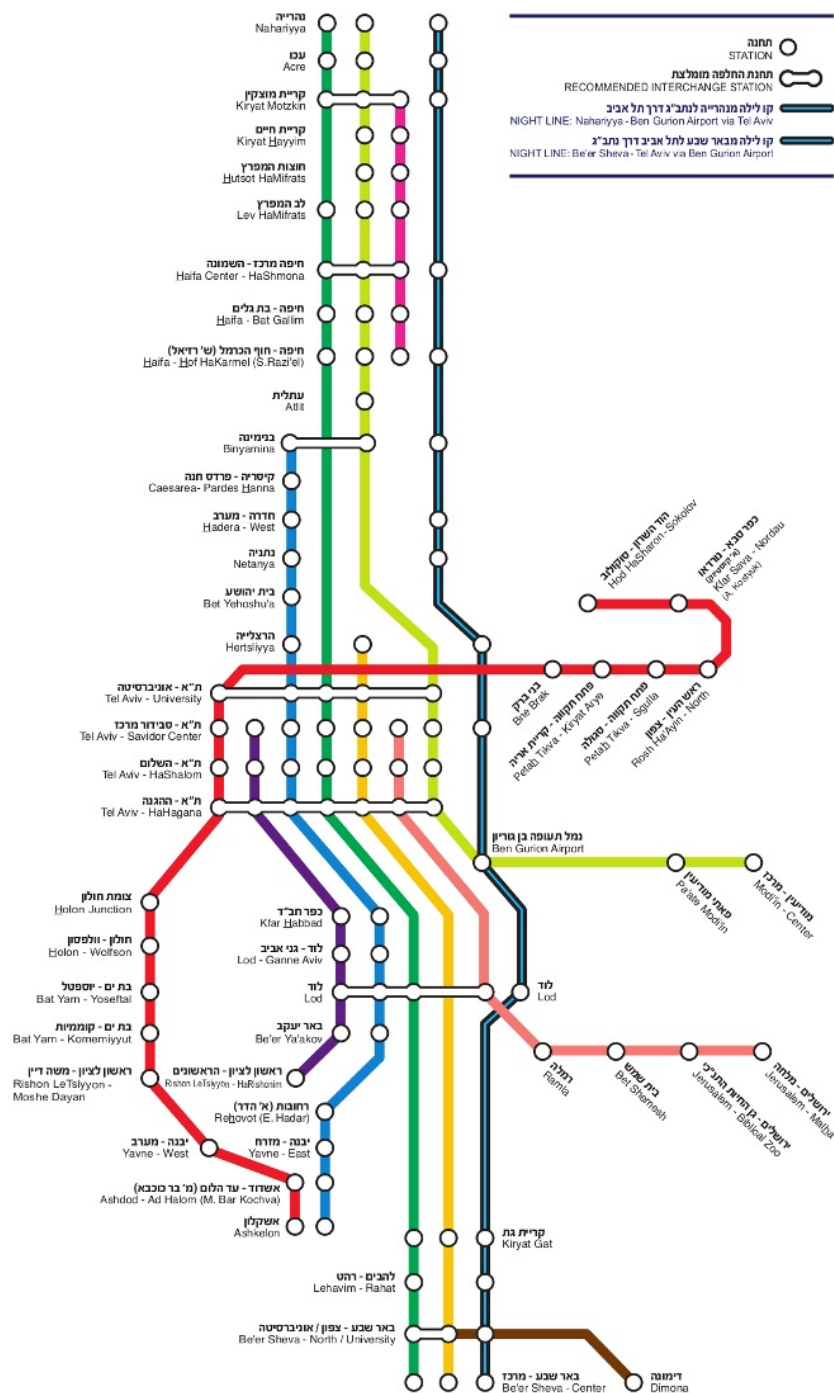 נהרייה
Nahariyya
עכו
Acre
קריית מוצקין
Kiryat Motzkin
קריית חיים
Kiryat Hayyim
חוצות המפרץ
Hutsot HaMifrats
לב המפרץ
Lev HaMifrats
חיפה מרכז - השמונה
Haifa Center - HaShmona
חיפה - בת גלים
Haifa - Bat Gallim
חיפה - חוף הכרמל (ש' רזיאל)
Haifa - Hof HaKarmel (S.Razi'el)
עתלית
Atlit
בנימינה
Binyamina
קיסריה - פרדס חנה
Caesarea- Pardes Hanna
חדרה - מערב
Hadera - West
נתניה
Netanya
בית יהושע
Bet Yehoshu'a
הרצלייה
Hertsliyya
ת"א - אוניברסיטה
Tel Aviv - University
ת"א - סבידור מרכז
Tel Aviv - Savidor Center
ת"א - השלום
Tel Aviv - HaShalom
ת"א - ההגנה
Tel Aviv - HaHagana
תחנה
STATION
תחנת החלפה מומלצת
RECOMMENDED INTERCHANGE STATION
קו לילה מנהרייה לנתב"ג דרך תל אביב
NIGHT LINE: Nahariyya - Ben Gurion Airport via Tel Aviv
קו לילה מבאר שבע לתל אביב דרך נתב"ג
NIGHT LINE: Be'er Sheva - Tel Aviv via Ben Gurion Airport
הוד השרון - סוקולוב
Hod HaSharon - Sokolov
כפר סבא - נורדאו
(א' קוסטיוק)
Kfar Sava - Nordau
(A. Kostyuk)
בני ברק
Bne Brak
פתח תקווה - קריית אריה
Petah Tikva - Kiryat Arye
פתח תקווה - סגולה
Petah Tikva - Sgulla
ראש העין - צפון
Rosh Ha'Ayin - North
נמל תעופה בן גוריון
Ben Gurion Airport
פאתי מודיעין
Pa'ate Modi'in
מודיעין - מרכז
Modi'in - Center
צומת חולון
Holon Junction
חולון - וולפסון
Holon - Wolfson
בת ים - יוספטל
Bat Yam - Yoseftal
בת ים - קוממיות
Bat Yam - Komemiyyut
ראשון לציון - משה דיין
Rishon LeTsiyyon -
Moshe Dayan
יבנה - מערב
Yavne - West
כפר חב"ד
Kfar Habbad
לוד - גני אביב
Lod - Ganne Aviv
לוד
Lod
באר יעקב
Be'er Ya'akov
ראשון לציון - הראשונים
Rishon LeTsiyyon - HaRishonim
רחובות (א' הדר)
Rehovot (E. Hadar)
יבנה - מזרח
Yavne - East
אשדוד - עד הלום (מ' בר כוכבא)
Ashdod - Ad Halom (M. Bar Kochva)
אשקלון
Ashkelon
לוד
Lod
רמלה
Ramla
בית שמש
Bet Shemesh
ירושלים - גן החיות התנ"כי
Jerusalem - Biblical Zoo
ירושלים - מלחה
Jerusalem - Malha
קריית גת
Kiryat Gat
להבים - רהט
Lehavim - Rahat
באר שבע - צפון / אוניברסיטה
Be'er Sheva - North / University
באר שבע - מרכז
Be'er Sheva - Center
דימונה
Dimona